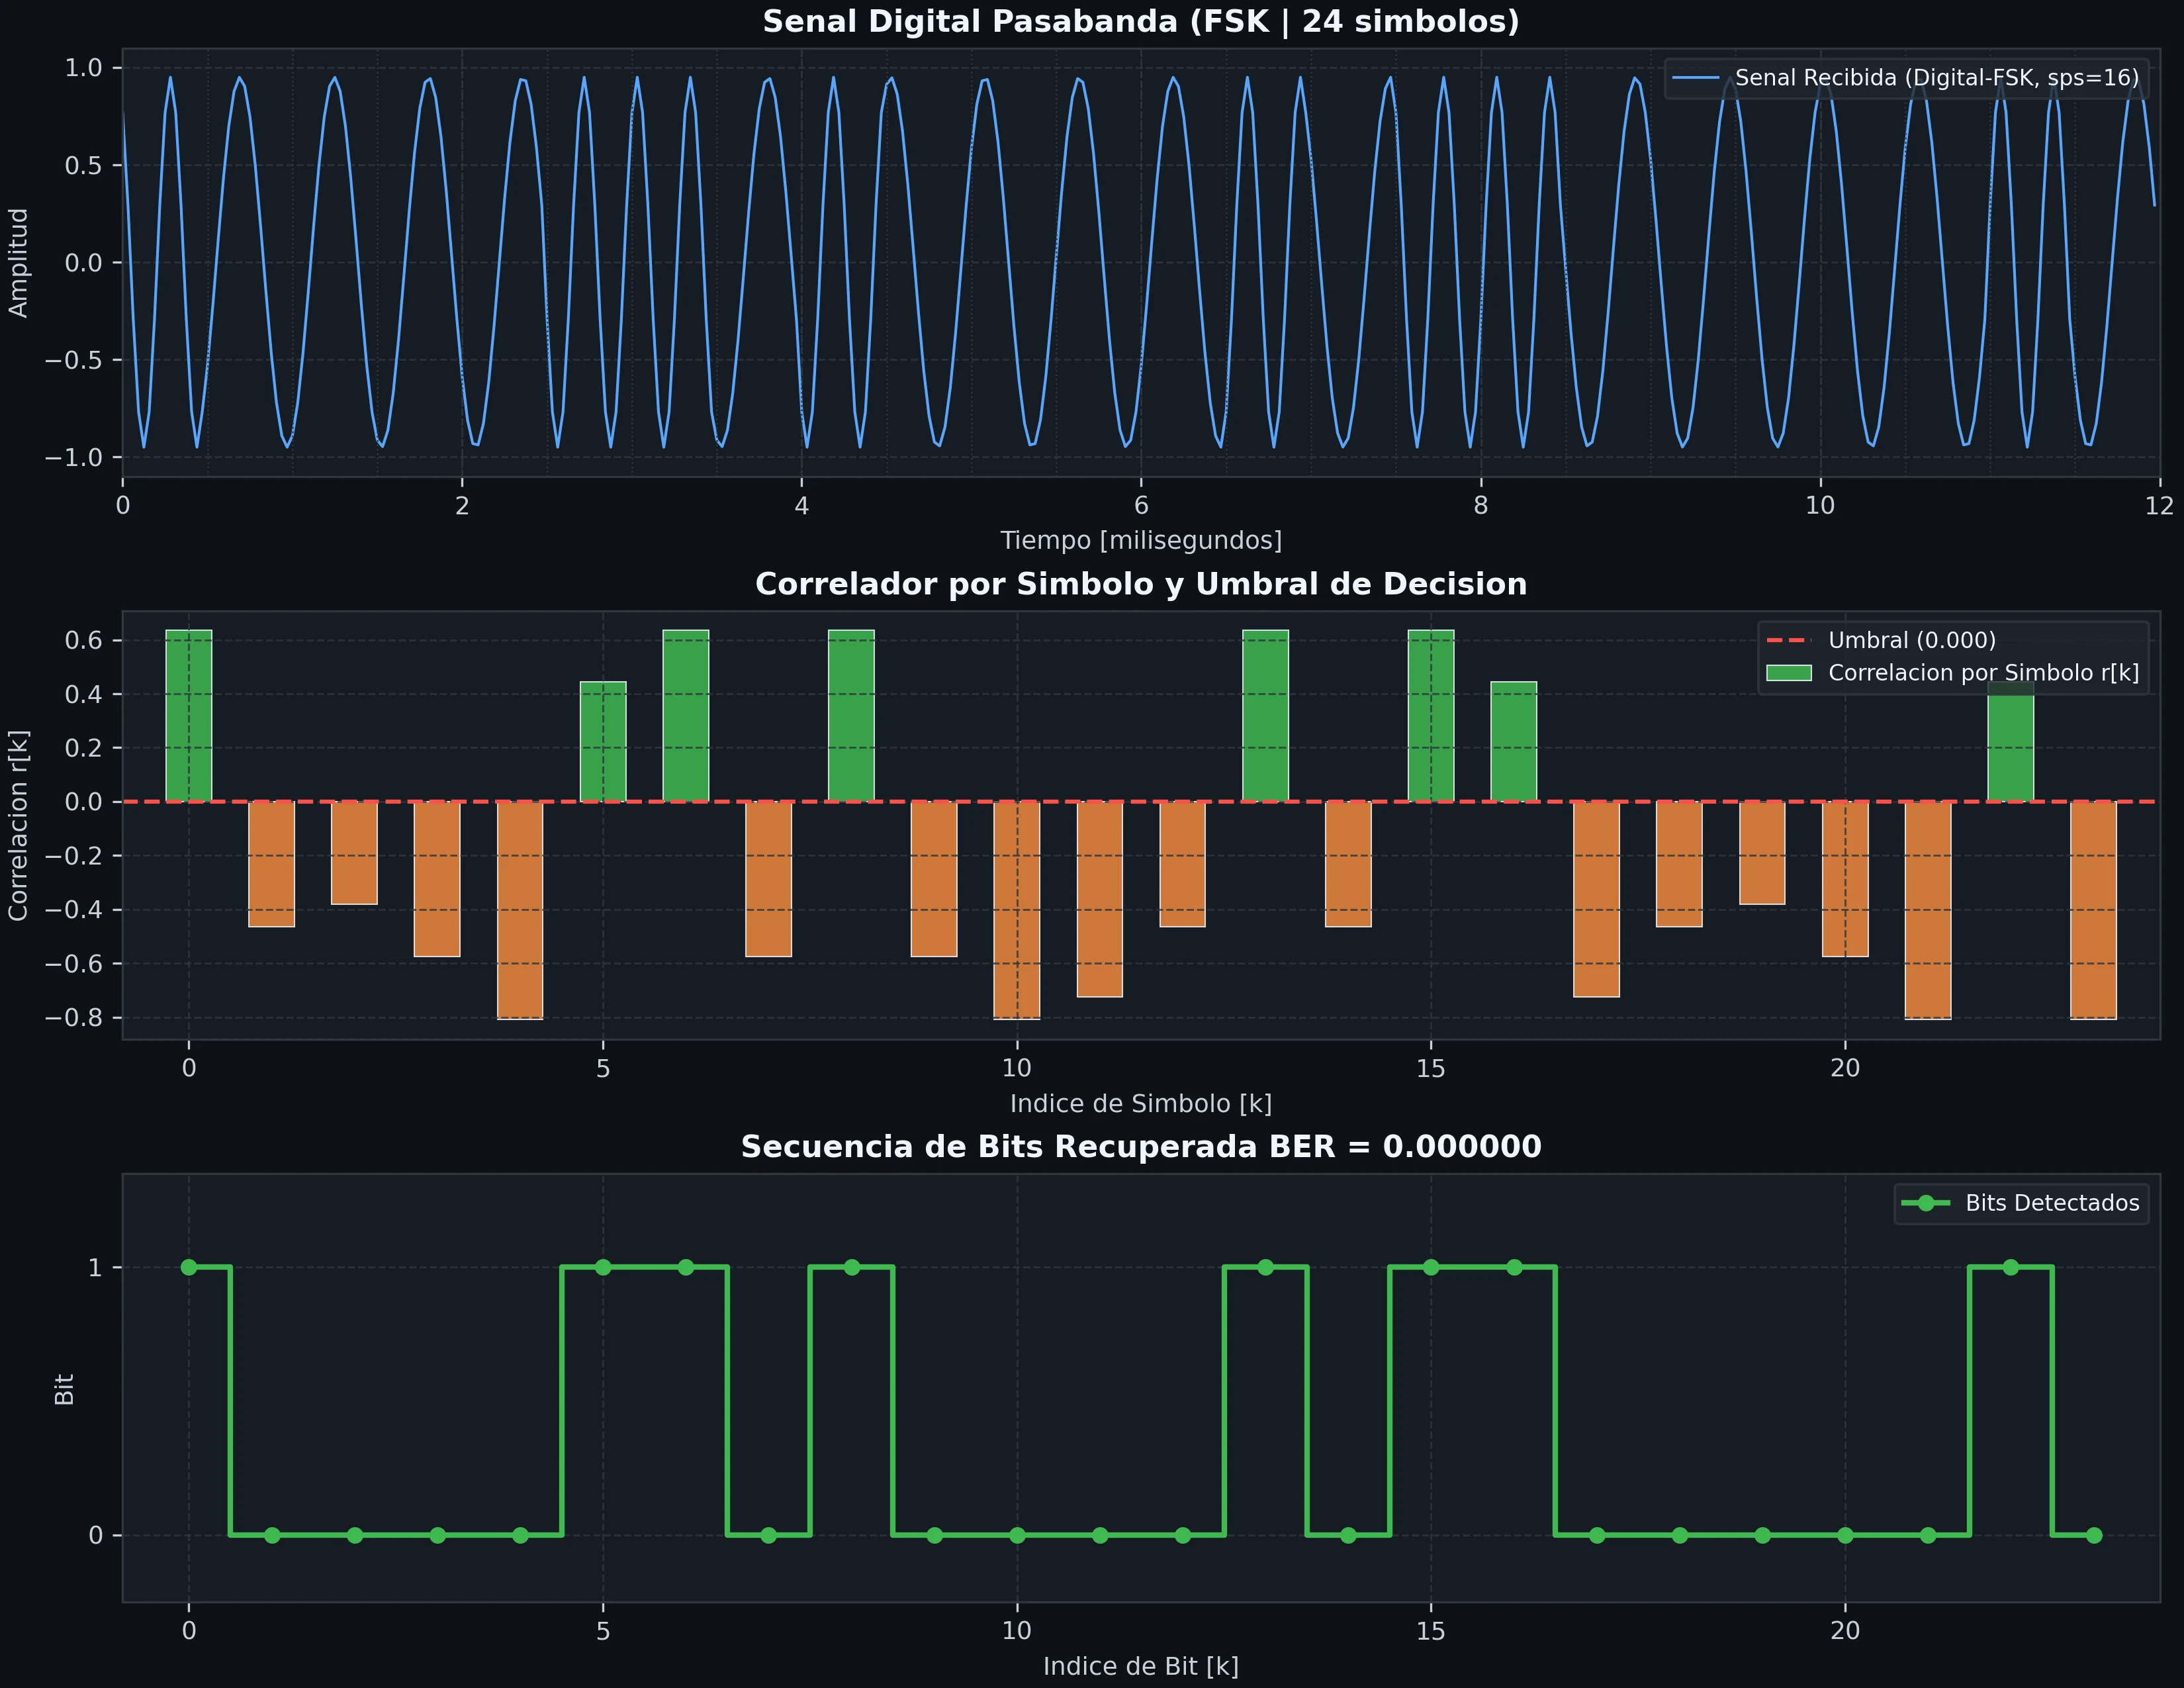 Senal Digital Pasabanda (FSK | 24 simbolos)
1.0
0.5
0.0
−0.5
−1.0
Amplitud
Senal Recibida (Digital-FSK, sps=16)
0 2 4 6 8 10 12
Tiempo [milisegundos]
Correlador por Simbolo y Umbral de Decision
0.6
0.4
0.2
0.0
−0.2
−0.4
−0.6
−0.8
Correlacion r[k]
Umbral (0.000)
Correlacion por Simbolo r[k]
0 5 10 15 20
Indice de Simbolo [k]
Secuencia de Bits Recuperada BER = 0.000000
1
0
Bit
Bits Detectados
0 5 10 15 20
Indice de Bit [k]